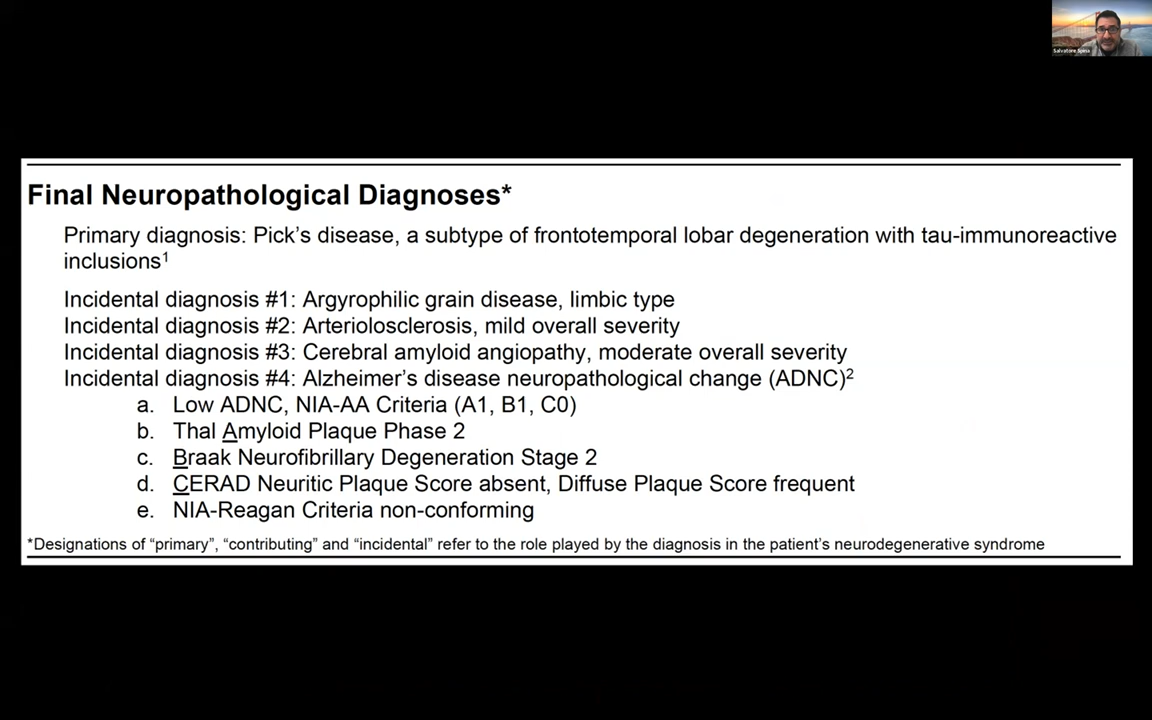 Salvatore Spina
Final Neuropathological Diagnoses*
Primary diagnosis: Pick’s disease, a subtype of frontotemporal lobar degeneration with tau-immunoreactive
inclusions¹
Incidental diagnosis #1: Argyrophilic grain disease, limbic type
Incidental diagnosis #2: Arteriolosclerosis, mild overall severity
Incidental diagnosis #3: Cerebral amyloid angiopathy, moderate overall severity
Incidental diagnosis #4: Alzheimer’s disease neuropathological change (ADNC)²
a. Low ADNC, NIA-AA Criteria (A1, B1, C0)
b. Thal Amyloid Plaque Phase 2
c. Braak Neurofibrillary Degeneration Stage 2
d. CERAD Neuritic Plaque Score absent, Diffuse Plaque Score frequent
e. NIA-Reagan Criteria non-conforming
*Designations of “primary”, “contributing” and “incidental” refer to the role played by the diagnosis in the patient’s neurodegenerative syndrome